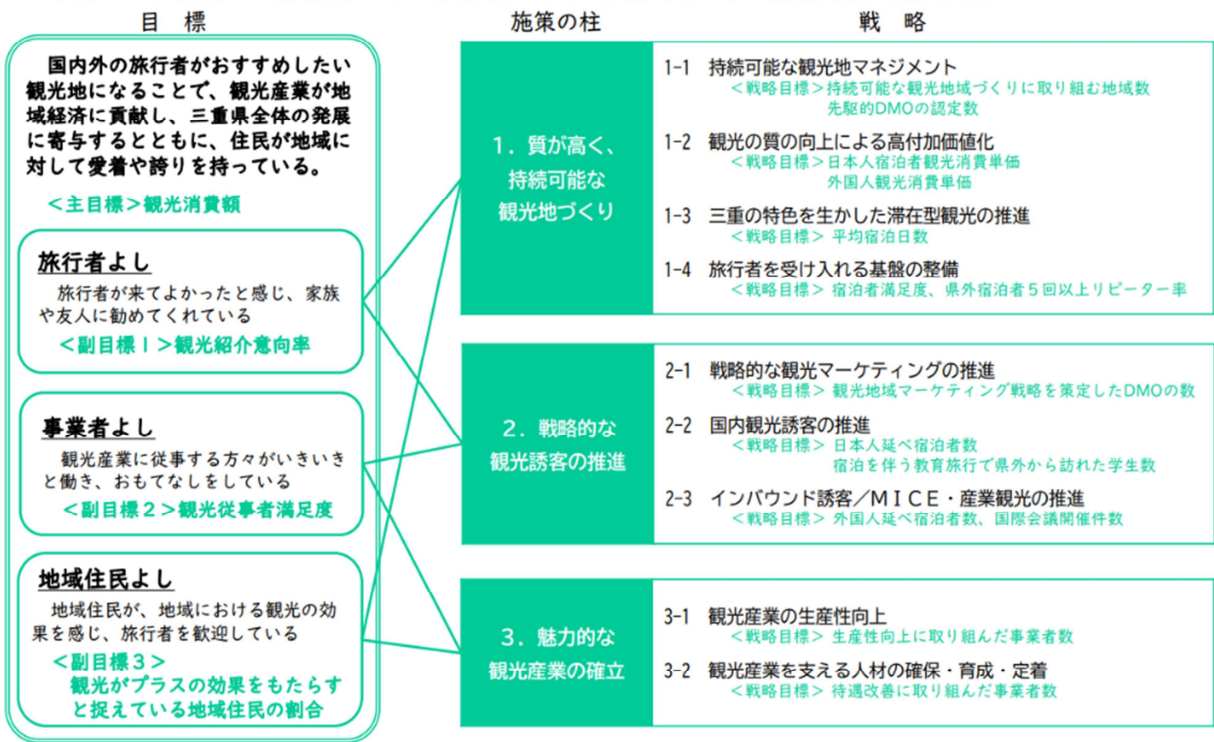 目 標
国内外の旅行者がおすすめしたい
観光地になることで、観光産業が地
域経済に貢献し、三重県全体の発展
に寄与するとともに、住民が地域に
対して愛着や誇りを持っている。
＜主目標＞観光消費額
旅行者よし
旅行者が来てよかったと感じ、家族
や友人に勧めてくれている
＜副目標１＞観光紹介意向率
事業者よし
観光産業に従事する方々がいきいき
と働き、おもてなしをしている
＜副目標２＞観光従事者満足度
地域住民よし
地域住民が、地域における観光の効
果を感じ、旅行者を歓迎している
＜副目標３＞
観光がプラスの効果をもたらす
と捉えている地域住民の割合
施策の柱
戦 略
１．質が高く、
持続可能な
観光地づくり
1-1 持続可能な観光地マネジメント
＜戦略目標＞持続可能な観光地域づくりに取り組む地域数
先駆的DMOの認定数
1-2 観光の質の向上による高付加価値化
＜戦略目標＞日本人宿泊者観光消費単価
外国人観光消費単価
1-3 三重の特色を生かした滞在型観光の推進
＜戦略目標＞ 平均宿泊日数
1-4 旅行者を受け入れる基盤の整備
＜戦略目標＞ 宿泊者満足度、県外宿泊者５回以上リピーター率
２．戦略的な
観光誘客の推進
2-1 戦略的な観光マーケティングの推進
＜戦略目標＞ 観光地域マーケティング戦略を策定したDMOの数
2-2 国内観光誘客の推進
＜戦略目標＞ 日本人延べ宿泊者数
宿泊を伴う教育旅行で県外から訪れた学生数
2-3 インバウンド誘客／ＭＩＣＥ・産業観光の推進
＜戦略目標＞ 外国人延べ宿泊者数、国際会議開催件数
３．魅力的な
観光産業の確立
3-1 観光産業の生産性向上
＜戦略目標＞ 生産性向上に取り組んだ事業者数
3-2 観光産業を支える人材の確保・育成・定着
＜戦略目標＞ 待遇改善に取り組んだ事業者数